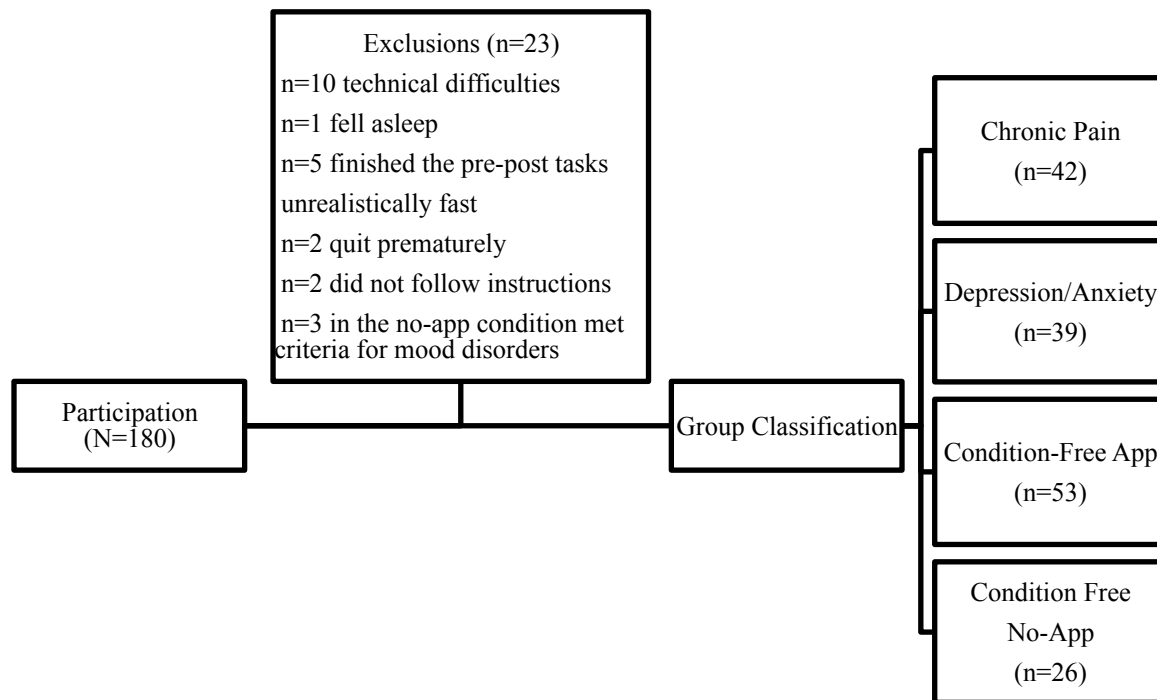 Exclusions (n=23)
n=10 technical difficulties
n=1 fell asleep
n=5 finished the pre-post tasks
unrealistically fast
n=2 quit prematurely
n=2 did not follow instructions
n=3 in the no-app condition met
criteria for mood disorders
Participation
(N=180)
Group Classification
Chronic Pain
(n=42)
Depression/Anxiety
(n=39)
Condition-Free App
(n=53)
Condition Free
No-App
(n=26)